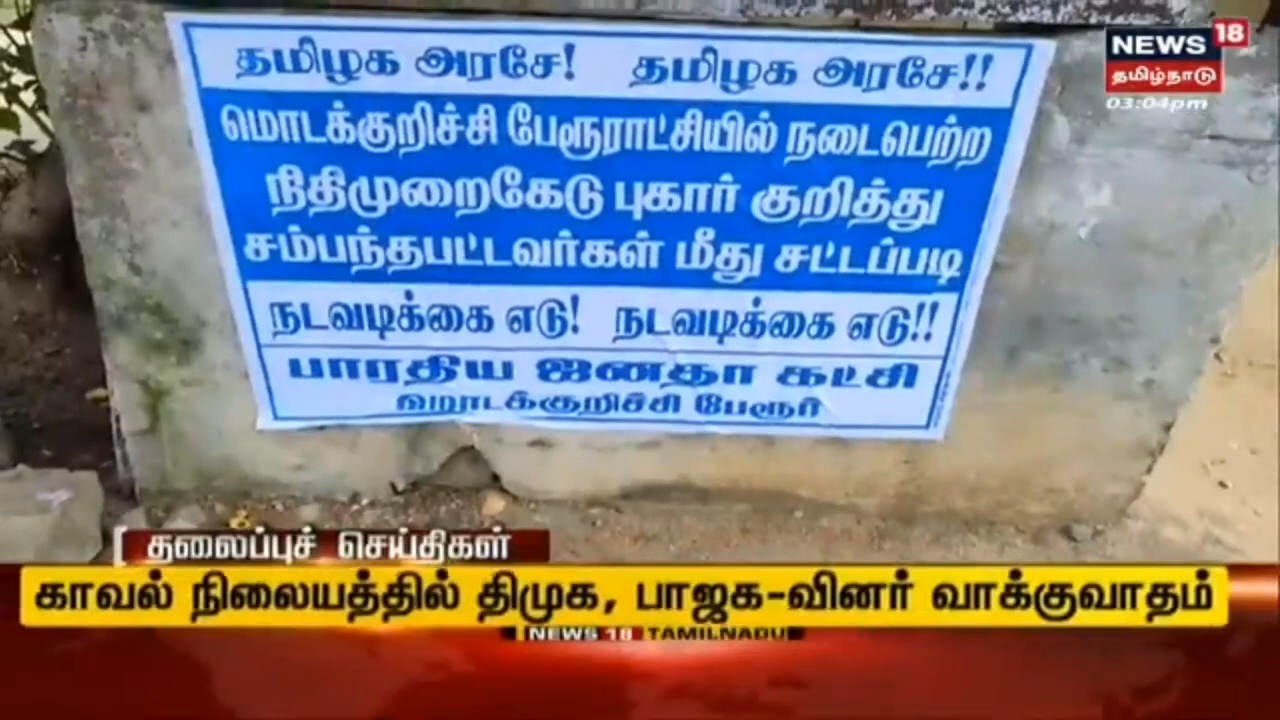 தமிழக அரசே! தமிழக அரசே!!
மொடக்குறிச்சி பேரூராட்சியில் நடைபெற்ற
நிதிமுறைகேடு புகார் குறித்து
சம்பந்தபட்டவர்கள் மீது சட்டப்படி
நடவடிக்கை எடு! நடவடிக்கை எடு!!
பாரதிய ஜனதா கட்சி
மொடக்குறிச்சி பேரூர்
NEWS 18
தமிழ்நாடு
03:04pm
தலைப்புச் செய்திகள்
காவல் நிலையத்தில் திமுக, பாஜக-வினர் வாக்குவாதம்
NEWS 18 TAMILNADU